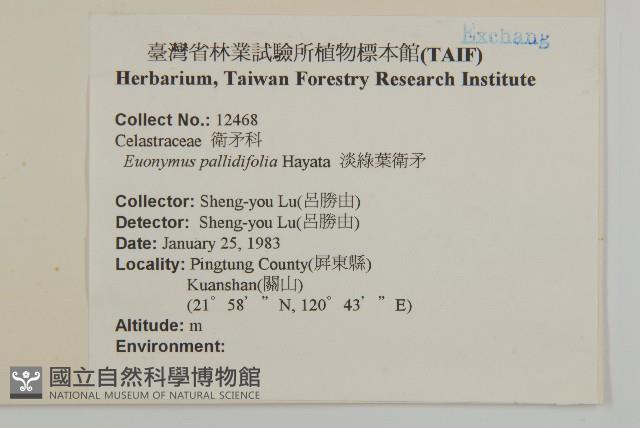 Exchang
臺灣省林業試驗所植物標本館(TAIF)
Herbarium, Taiwan Forestry Research Institute
Collect No.: 12468
Celastraceae 衛矛科
Euonymus pallidifolia Hayata 淡綠葉衛矛
Collector: Sheng-you Lu(呂勝由)
Detector: Sheng-you Lu(呂勝由)
Date: January 25, 1983
Locality: Pingtung County(屏東縣)
Kuanshan(關山)
(21° 58’ ” N, 120° 43’ ” E)
Altitude: m
Environment:
國立自然科學博物館
NATIONAL MUSEUM OF NATURAL SCIENCE